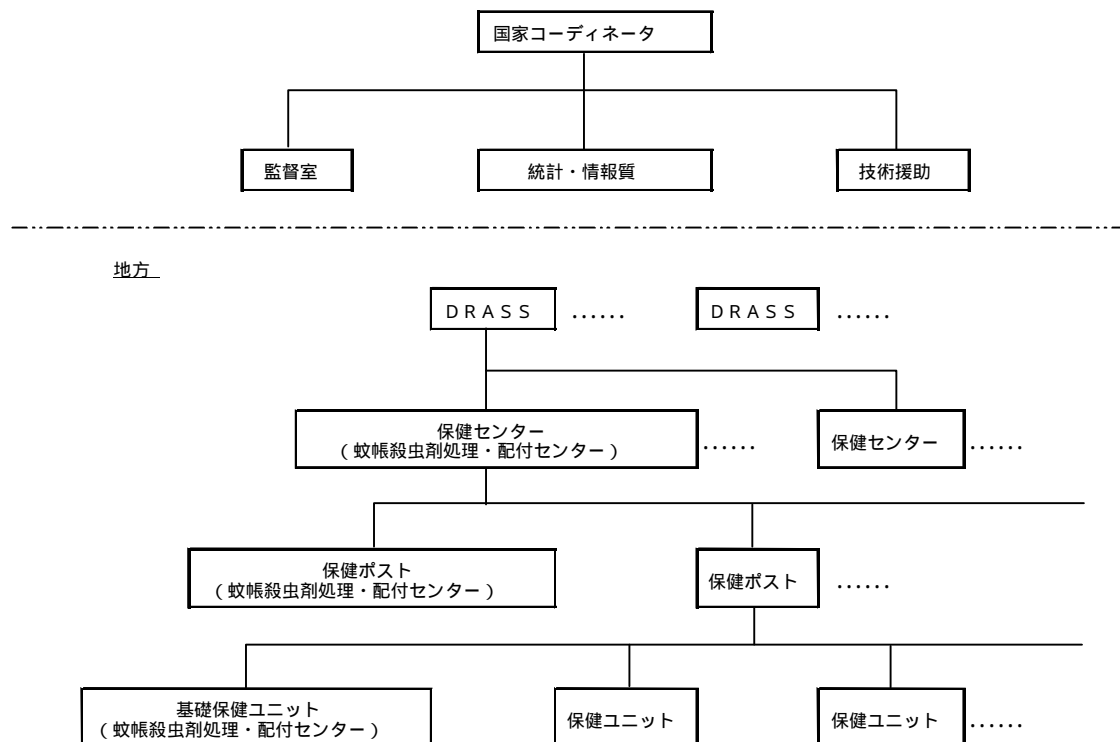 国家コーディネータ
監督室　統計・情報質　技術援助
地方
ＤＲＡＳＳ　......　ＤＲＡＳＳ　......
保健センター
（蚊帳殺虫剤処理・配付センター）　......　保健センター　......
保健ポスト
（蚊帳殺虫剤処理・配付センター）　保健ポスト　......
基礎保健ユニット
（蚊帳殺虫剤処理・配付センター）　保健ユニット　保健ユニット　......